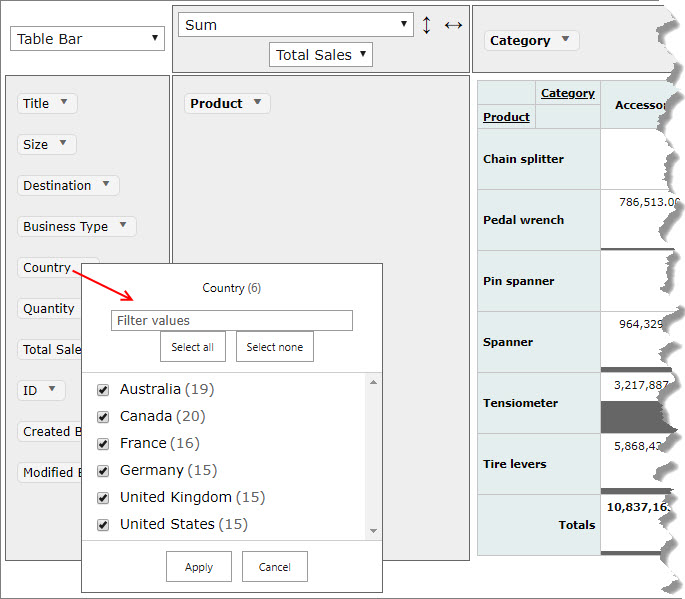 Table Bar
Sum
Total Sales
Category
Title
Size
Destination
Business Type
Country
Quantity
Total Sale
ID
Created B
Modified
Product
Country (6)
Filter values
Select all
Select none
Australia (19)
Canada (20)
France (16)
Germany (15)
United Kingdom (15)
United States (15)
Apply
Cancel
Category
Accessor
Product
Chain splitter
Pedal wrench
786,513.00
Pin spanner
Spanner
964,329
Tensiometer
3,217,887
Tire levers
5,868,43
Totals
10,837,16